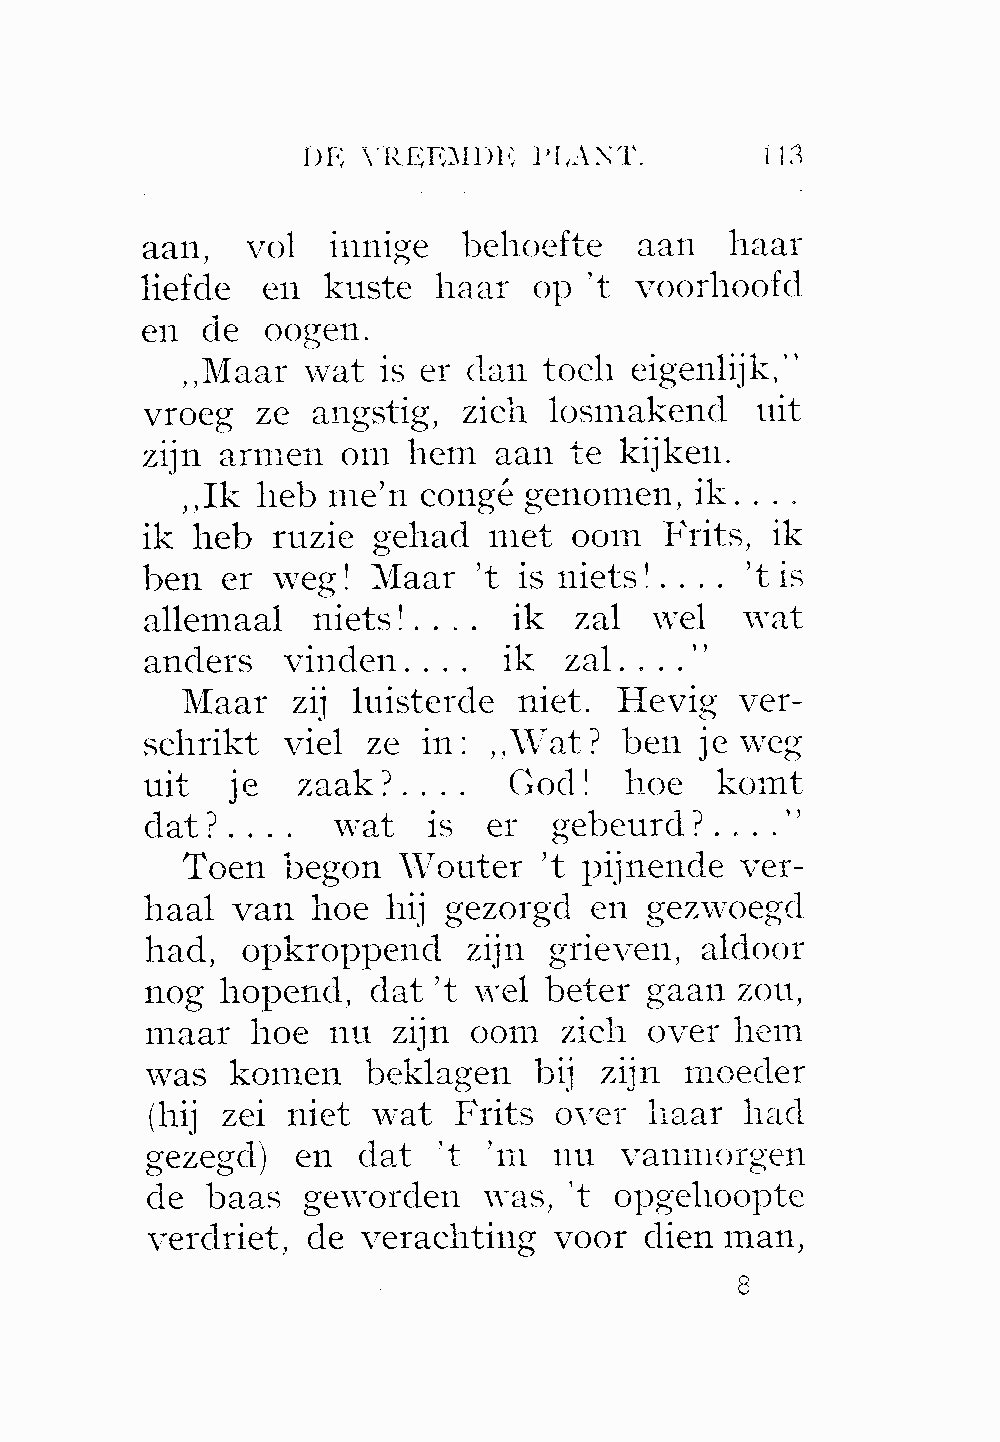 DE VREEMDE PLANT. 113
aan, vol innige behoefte aan haar
liefde en kuste haar op 't voorhoofd
en de oogen.
,,Maar wat is er dan toch eigenlijk,''
vroeg ze angstig, zich losmakend uit
zijn armen om hem aan te kijken.
,,Ik heb me'n congé genomen, ik....
ik heb ruzie gehad met oom Frits, ik
ben er weg! Maar 't is niets!.... 't is
allemaal niets!.... ik zal wel wat
anders vinden.... ik zal....''
Maar zij luisterde niet. Hevig ver-
schrikt viel ze in: ,,Wat? ben je weg
uit je zaak?.... God! hoe komt
dat?.... wat is er gebeurd?....''
Toen begon Wouter 't pijnende ver-
haal van hoe hij gezorgd en gezwoegd
had, opkroppend zijn grieven, aldoor
nog hopend, dat 't wel beter gaan zou,
maar hoe nu zijn oom zich over hem
was komen beklagen bij zijn moeder
(hij zei niet wat Frits over haar had
gezegd) en dat 't 'm nu vanmorgen
de baas geworden was, 't opgehoopte
verdriet, de verachting voor dien man,
8